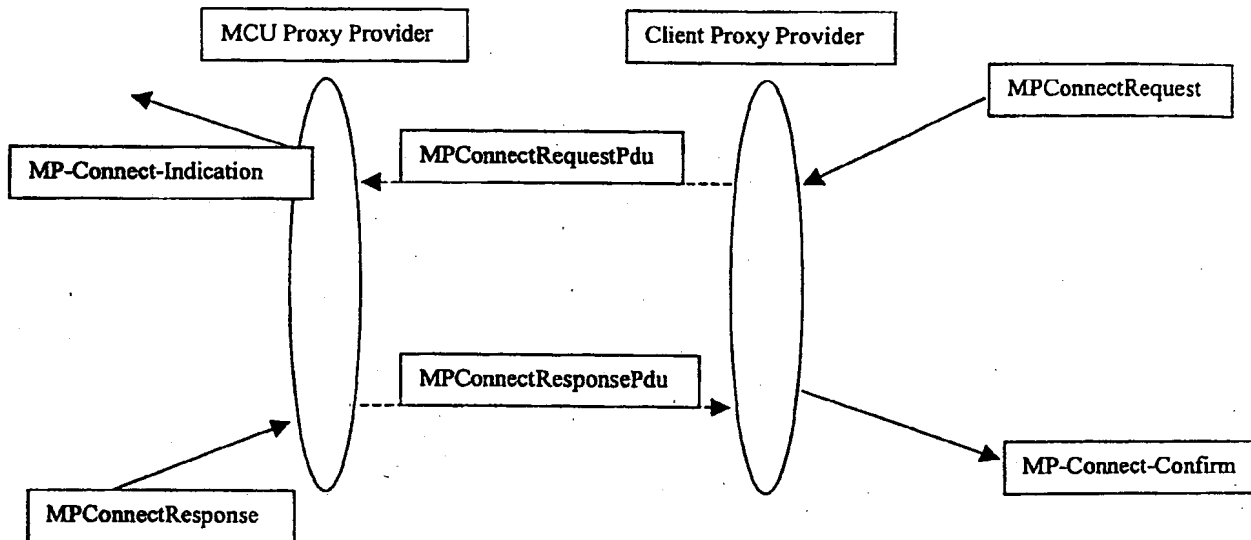 MCU Proxy Provider
Client Proxy Provider
MPConnectRequest
MPConnectRequestPdu
MP-Connect-Indication
MPConnectResponsePdu
MP-Connect-Confirm
MPConnectResponse